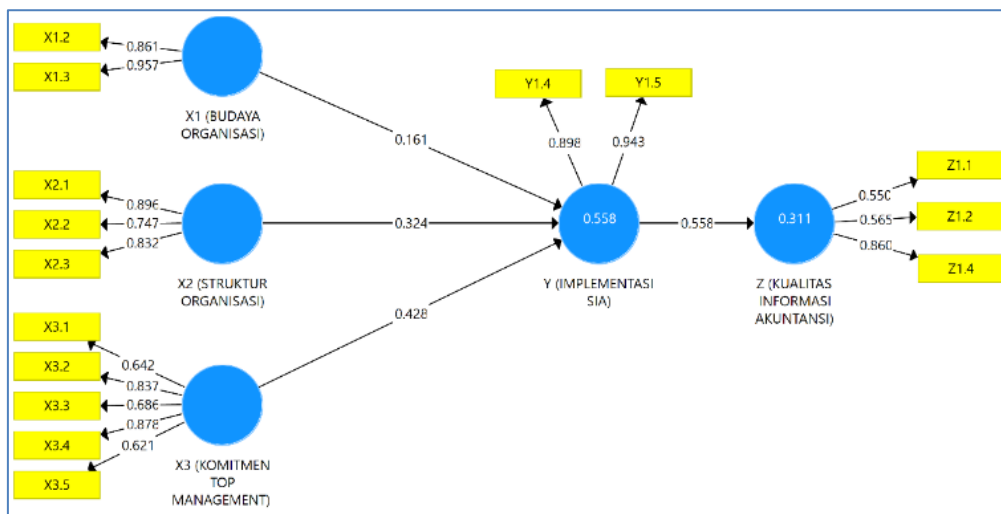 X1.2
0.861
X1.3
0.957
X1 (BUDAYA
ORGANISASI)
0.161
X2.1
0.896
X2.2
0.747
X2.3
0.832
X2 (STRUKTUR
ORGANISASI)
0.324
X3.1
0.642
X3.2
0.837
X3.3
0.686
X3.4
0.878
X3.5
0.621
X3 (KOMITMEN
TOP
MANAGEMENT)
0.428
Y1.4
0.898
Y1.5
0.943
0.558
Y (IMPLEMENTASI
SIA)
0.558
0.311
Z (KUALITAS
INFORMASI
AKUNTANSI)
Z1.1
0.550
Z1.2
0.565
Z1.4
0.860